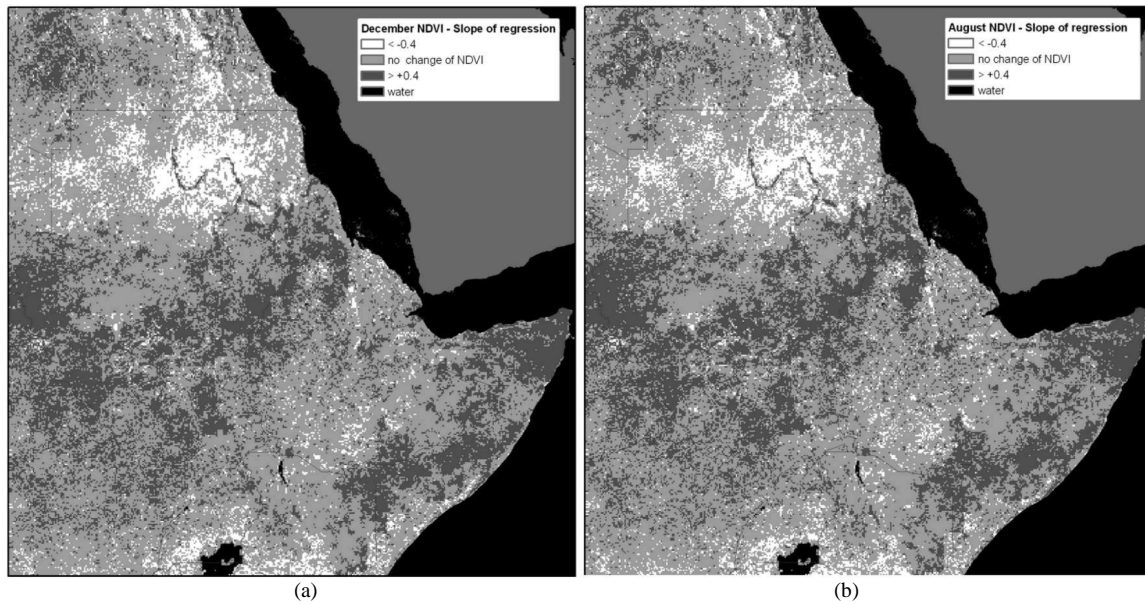 December NDVI - Slope of regression
< -0.4
no change of NDVI
> +0.4
water
August NDVI - Slope of regression
< -0.4
no change of NDVI
> +0.4
water
(a)
(b)